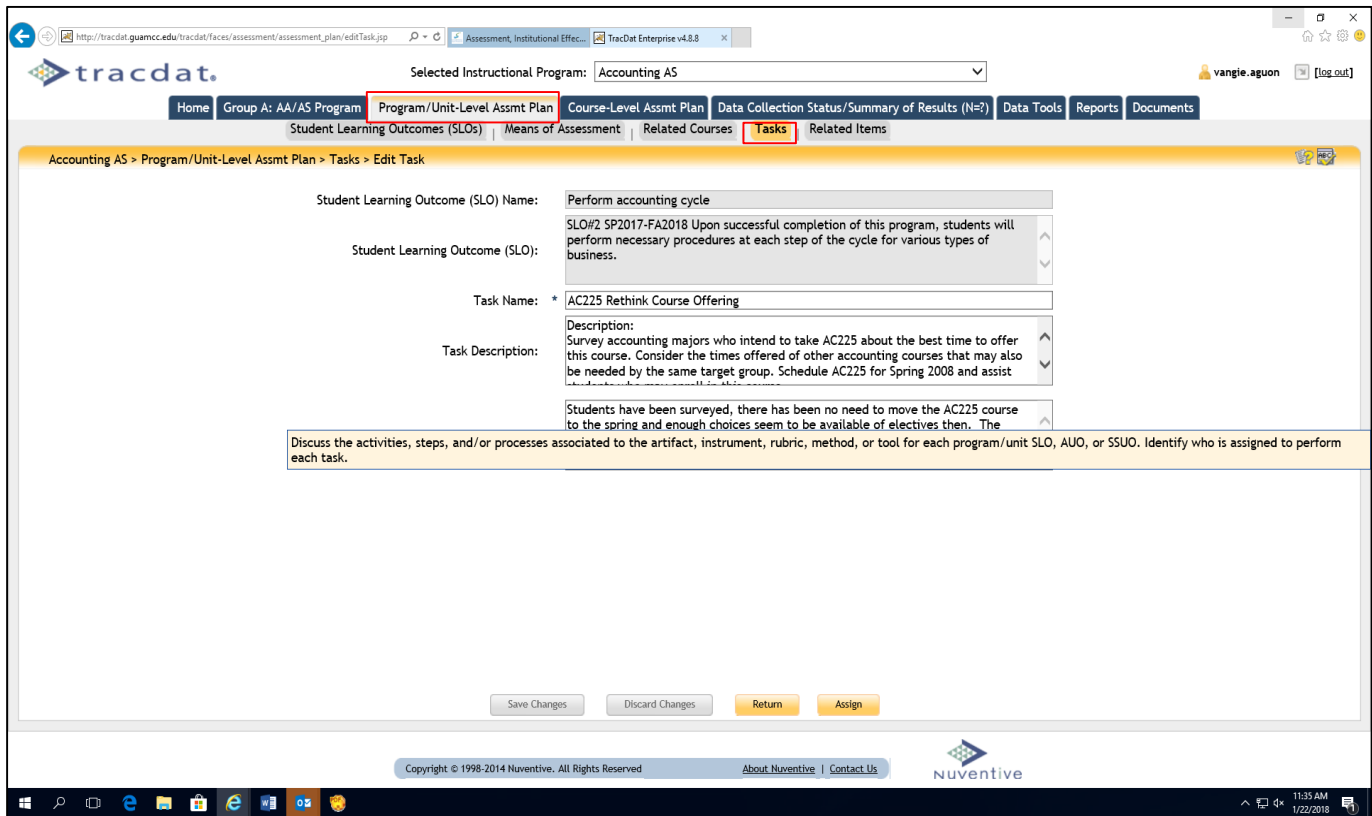 http://tracdat.guamcc.edu/tracdat/faces/assessment/assessment_plan/editTask.jsp
Assessment, Institutional Effec...
TracDat Enterprise v4.8.8
tracdat.
Selected Instructional Program: Accounting AS
vangie.aguon [log out]
Home Group A: AA/AS Program Program/Unit-Level Assmt Plan Course-Level Assmt Plan Data Collection Status/Summary of Results (N=?) Data Tools Reports Documents
Student Learning Outcomes (SLOs) | Means of Assessment | Related Courses Tasks Related Items
Accounting AS > Program/Unit-Level Assmt Plan > Tasks > Edit Task
ABC
Student Learning Outcome (SLO) Name: Perform accounting cycle
Student Learning Outcome (SLO):
SLO#2 SP2017-FA2018 Upon successful completion of this program, students will
perform necessary procedures at each step of the cycle for various types of
business.
Task Name: * AC225 Rethink Course Offering
Task Description:
Description:
Survey accounting majors who intend to take AC225 about the best time to offer
this course. Consider the times offered of other accounting courses that may also
be needed by the same target group. Schedule AC225 for Spring 2008 and assist
Students have been surveyed, there has been no need to move the AC225 course
to the spring and enough choices seem to be available of electives then. The
Discuss the activities, steps, and/or processes associated to the artifact, instrument, rubric, method, or tool for each program/unit SLO, AUO, or SSUO. Identify who is assigned to perform
each task.
Save Changes Discard Changes Return Assign
Copyright © 1998-2014 Nuventive. All Rights Reserved About Nuventive | Contact Us
nuventive
11:35 AM
1/22/2018